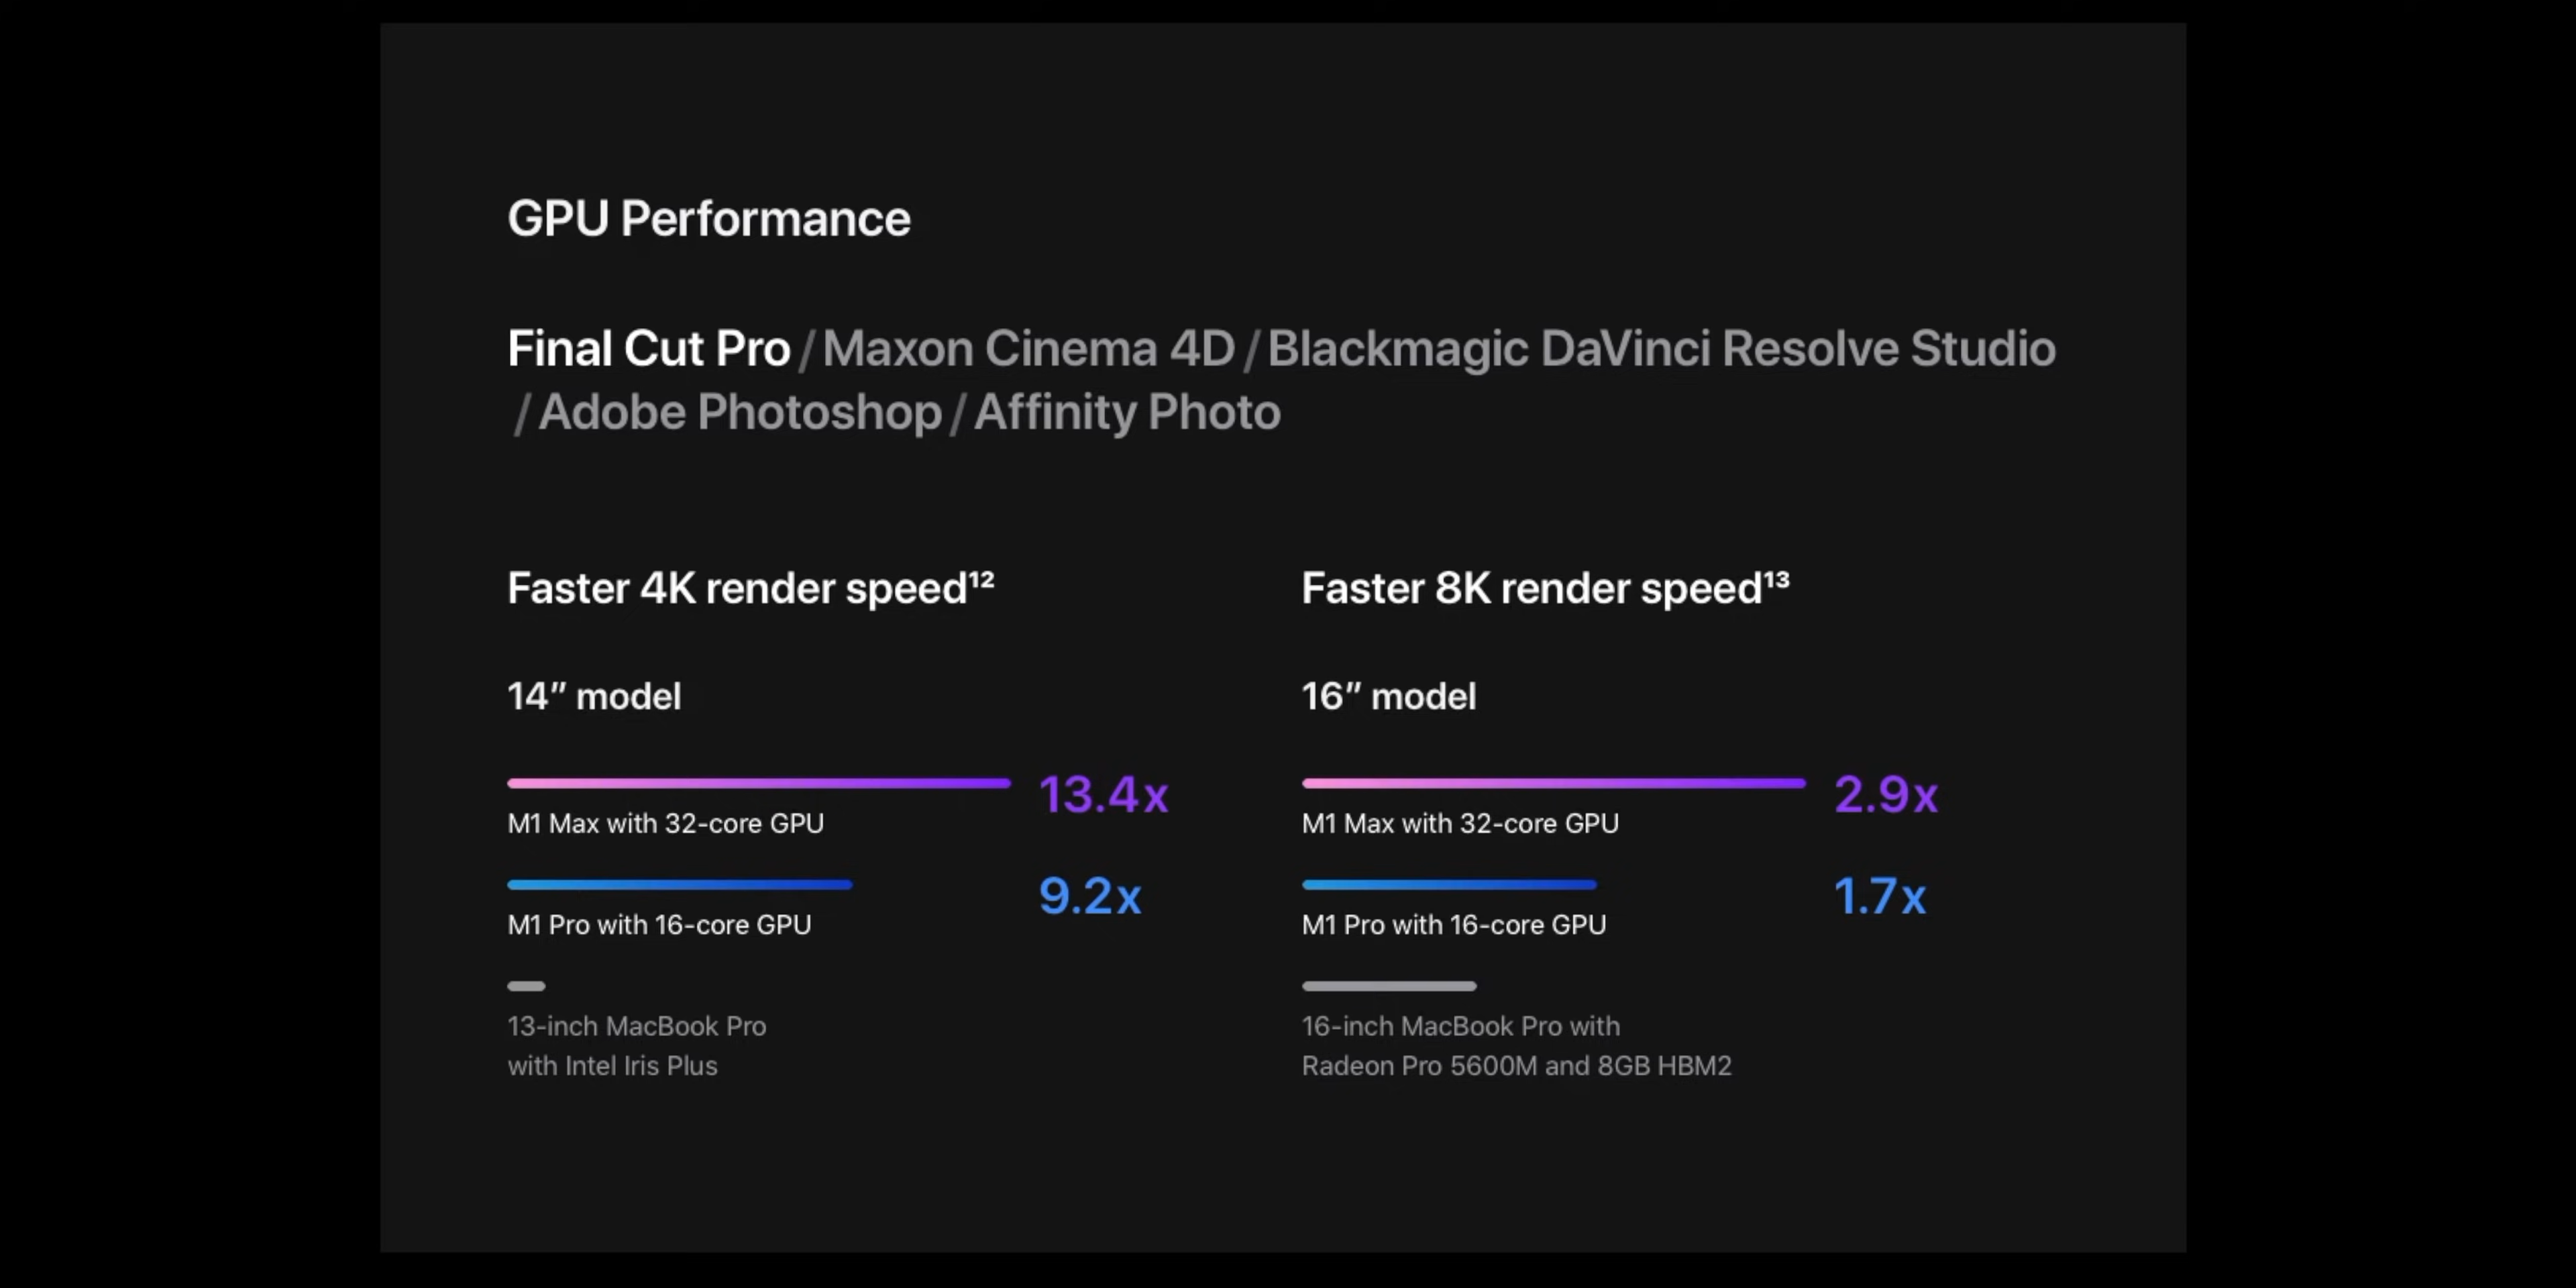 GPU Performance
Final Cut Pro / Maxon Cinema 4D / Blackmagic DaVinci Resolve Studio
/ Adobe Photoshop / Affinity Photo
Faster 4K render speed¹²
14″ model
13.4x
M1 Max with 32-core GPU
9.2x
M1 Pro with 16-core GPU
13-inch MacBook Pro
with Intel Iris Plus
Faster 8K render speed¹³
16″ model
2.9x
M1 Max with 32-core GPU
1.7x
M1 Pro with 16-core GPU
16-inch MacBook Pro with
Radeon Pro 5600M and 8GB HBM2